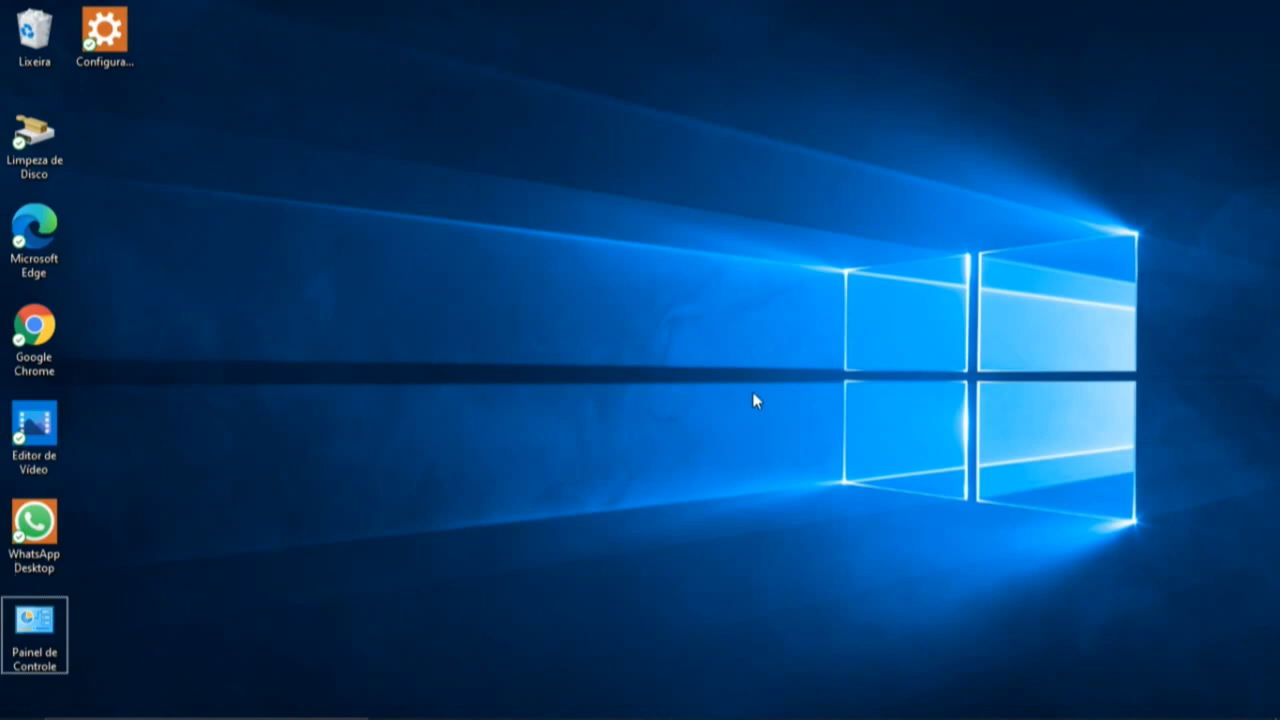 Lixeira
Configura...
Limpeza de
Disco
Microsoft
Edge
Google
Chrome
Editor de
Vídeo
WhatsApp
Desktop
Painel de
Controle